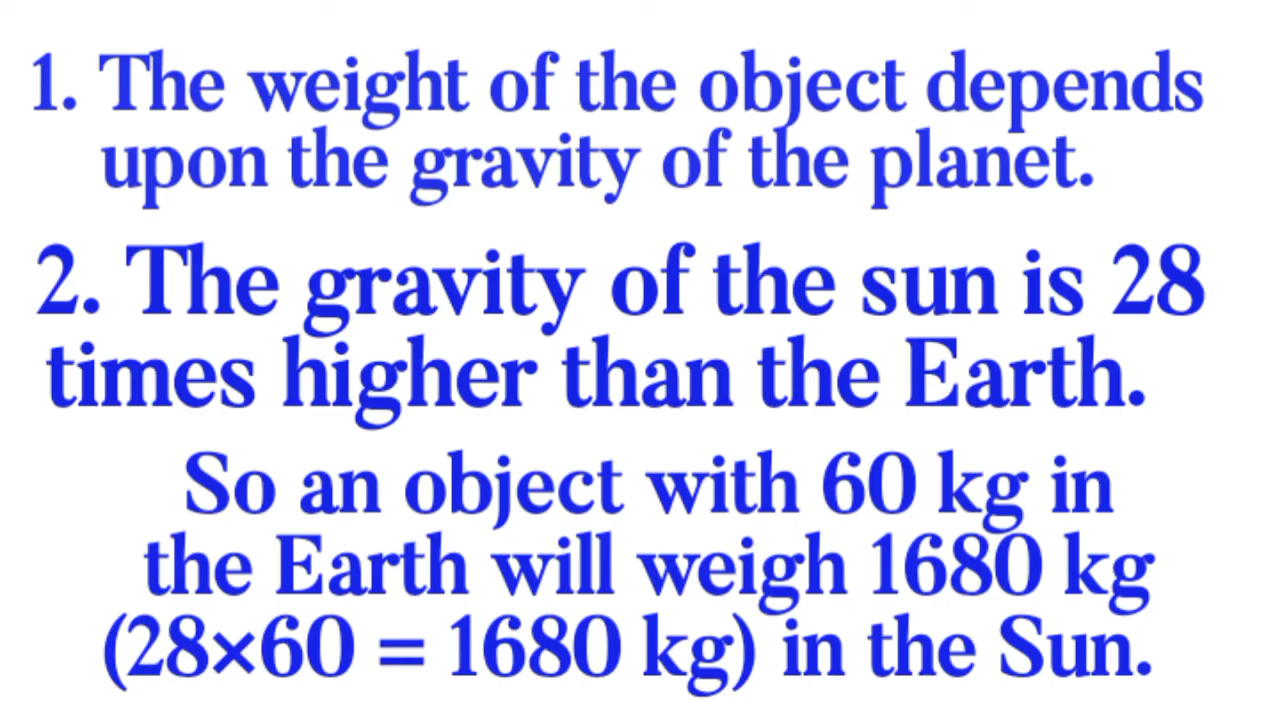 1. The weight of the object depends
upon the gravity of the planet.
2. The gravity of the sun is 28
times higher than the Earth.
So an object with 60 kg in
the Earth will weigh 1680 kg
(28×60 = 1680 kg) in the Sun.